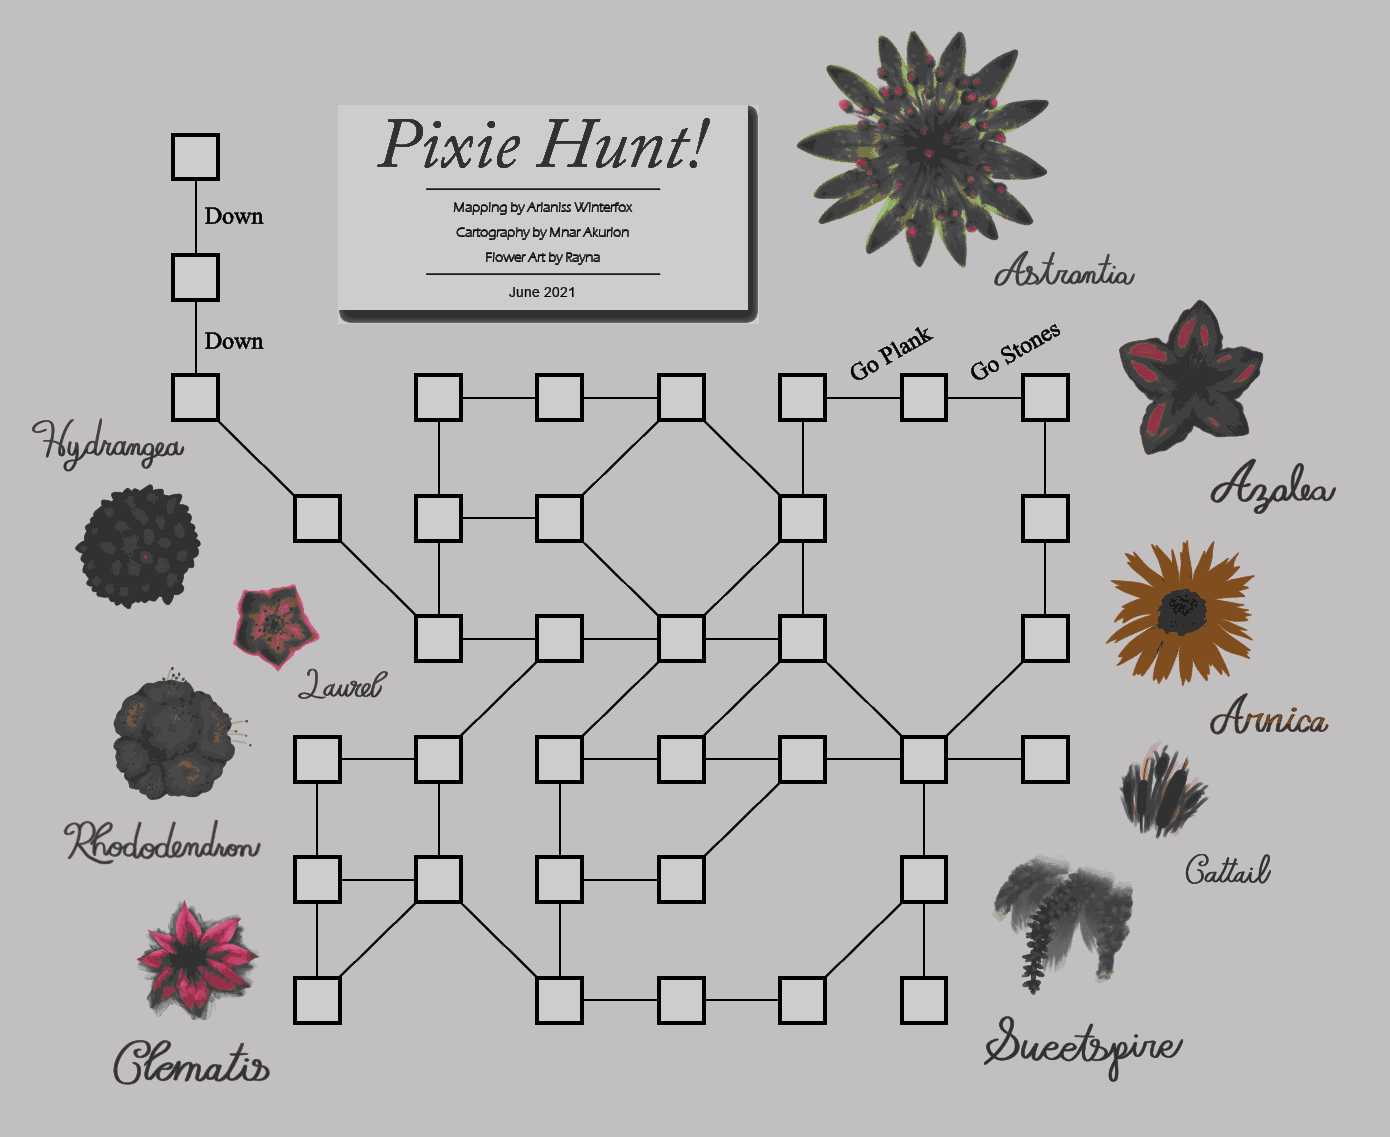 Pixie Hunt!
Mapping by Arianiss Winterfox
Cartography by Mnar Akurion
Flower Art by Rayna
June 2021
Down
Down
Astrantia
Go Plank
Go Stones
Hydrangea
Azalea
Laurel
Arnica
Rhododendron
Cattail
Clematis
Sweetspire